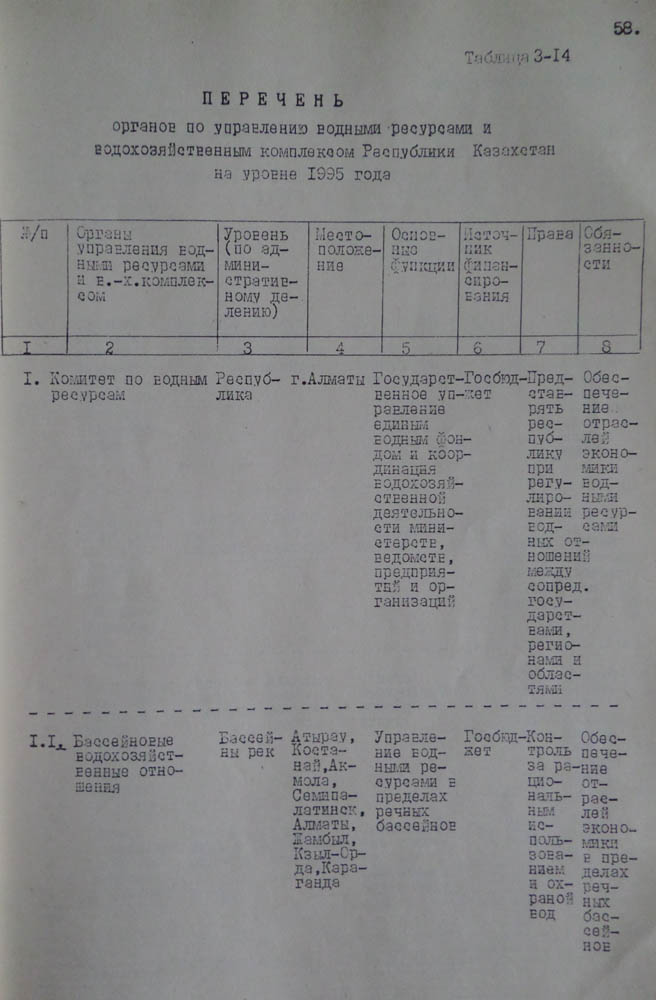 58.
Таблица 3-I4
ПЕРЕЧЕНЬ
органов по управлению водными ресурсами и
водохозяйственным комплексом Республики Казахстан
на уровне I995 года
№/п
Органы
управления вод-
ными ресурсами
и в.-х.комплек-
сом
Уровень
(по ад-
мини-
стратив-
ному де-
лению)
Место-
положе-
ние
Основ-
ные
функции
Источ-
ник
финан-
сиро-
вания
Права
Обя-
занно-
сти
I 2 3 4 5 6 7 8
I. Комитет по водным
ресурсам
Респуб-
лика
г.Алматы
Государст-
венное уп-
равление
единым
водным фон-
дом и коор-
динация
водохозяй-
ственной
деятельно-
сти мини-
стерств,
ведомств,
предприя-
тий и ор-
ганизаций
Госбюд-
жет
Пред-
став-
рять
рес-
пуб-
лику
при
регу-
лиро-
вании
вод-
ных от-
ношений
между
сопред.
госу-
дарст-
вами,
регио-
нами и
облас-
тями
Обес-
пече-
ние
отрас-
лей
эконо-
мики
вод-
ными
ресур-
сами
I.I. Бассейновые
водохозяйст-
венные отно-
шения
Бассей-
ны рек
Атырау,
Коста-
най,Ак-
мола,
Семипа-
латинск,
Алматы,
Жамбыл,
Кзыл-Ор-
да,Кара-
ганда
Управле-
ние вод-
ными ре-
сурсами в
пределах
речных
бассейнов
Госбюд-
жет
Кон-
троль
за ра-
цио-
наль-
ным
ис-
поль-
зова-
нием
и ох-
раной
вод
Обес-
пече-
ние
от-
рас-
лей
эконо-
мики
в пре-
делах
реч-
ных
бас-
сей-
нов